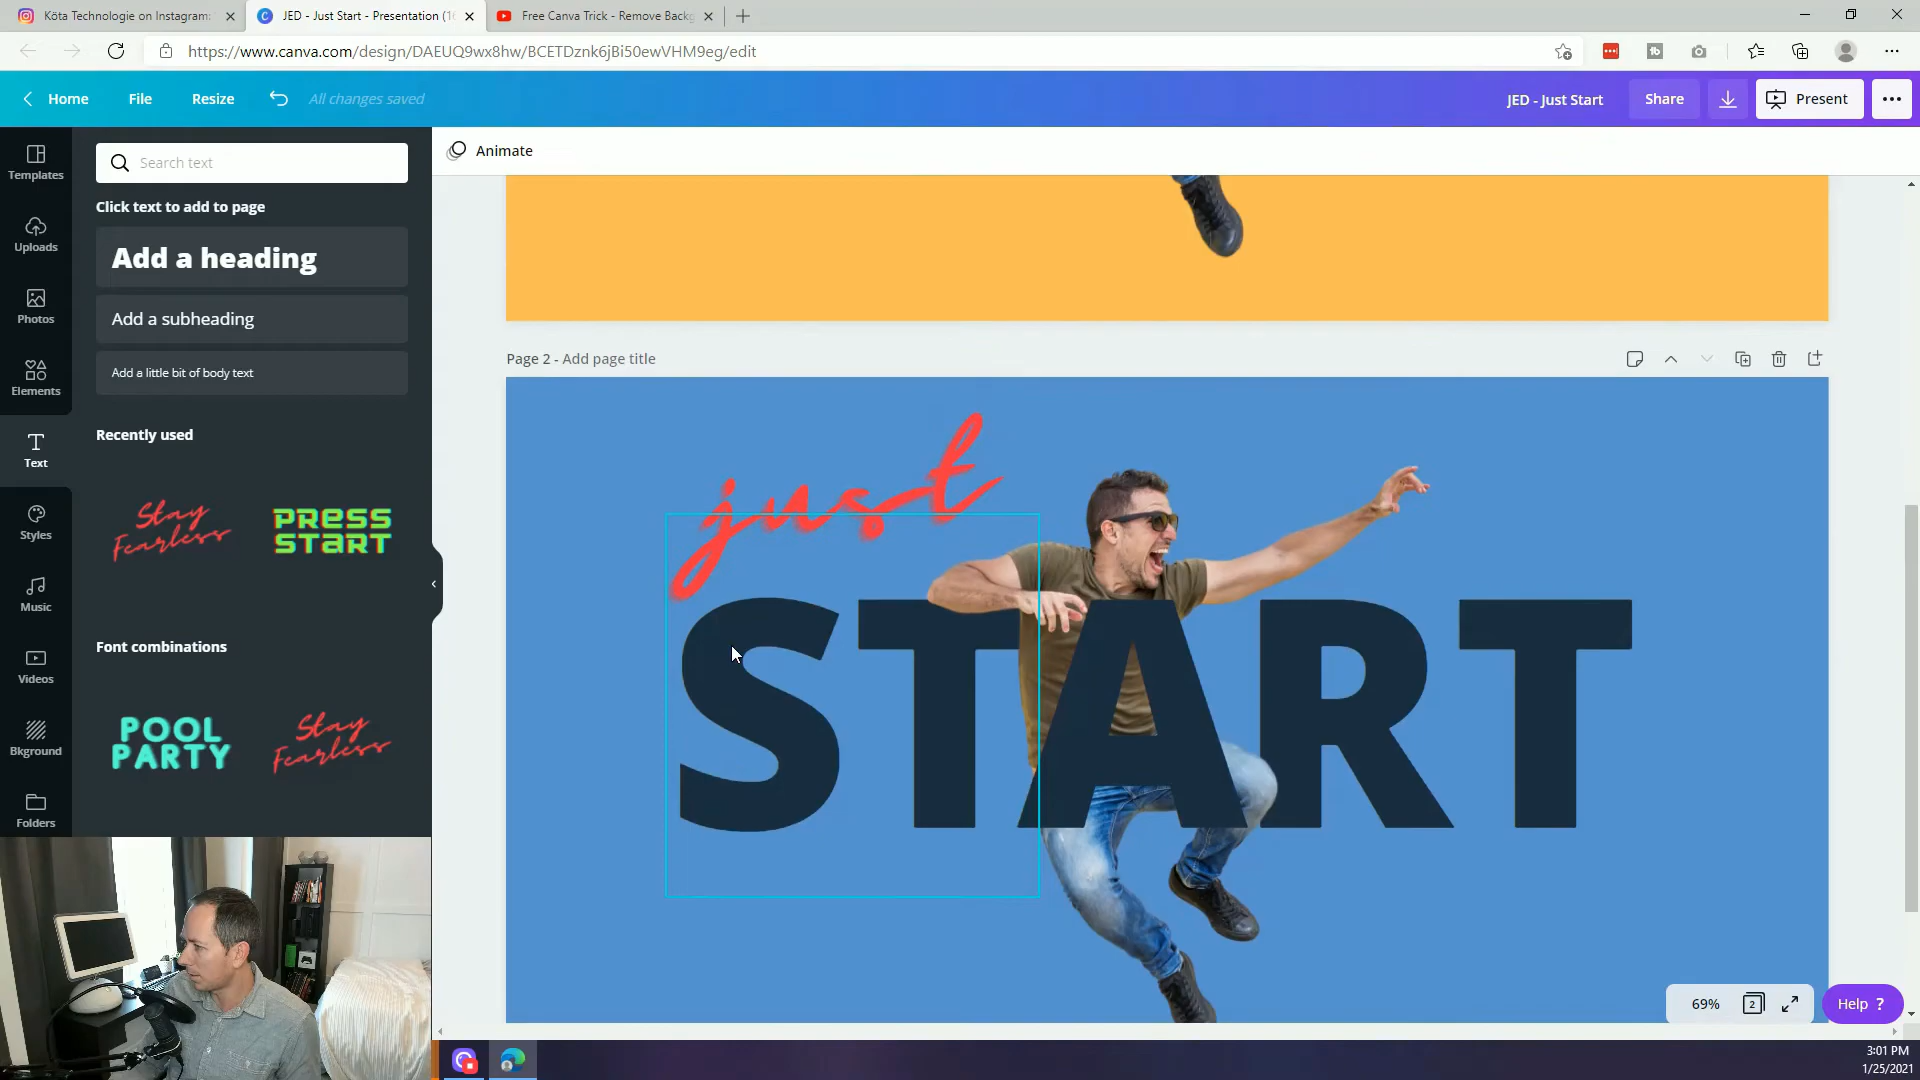 Köta Technologie on Instagram:
JED - Just Start - Presentation (16
Free Canva Trick - Remove Backg
https://www.canva.com/design/DAEUQ9wx8hw/BCETDznk6jBi50ewVHM9eg/edit
Home
File
Resize
All changes saved
JED - Just Start
Share
Present
Templates
Uploads
Photos
Elements
Text
Styles
Music
Videos
Bkground
Folders
Search text
Click text to add to page
Add a heading
Add a subheading
Add a little bit of body text
Recently used
Stay
Fearless
PRESS
START
Font combinations
POOL
PARTY
Stay
Fearless
Animate
Page 2 - Add page title
just
START
69%
2
Help ?
3:01 PM
1/25/2021